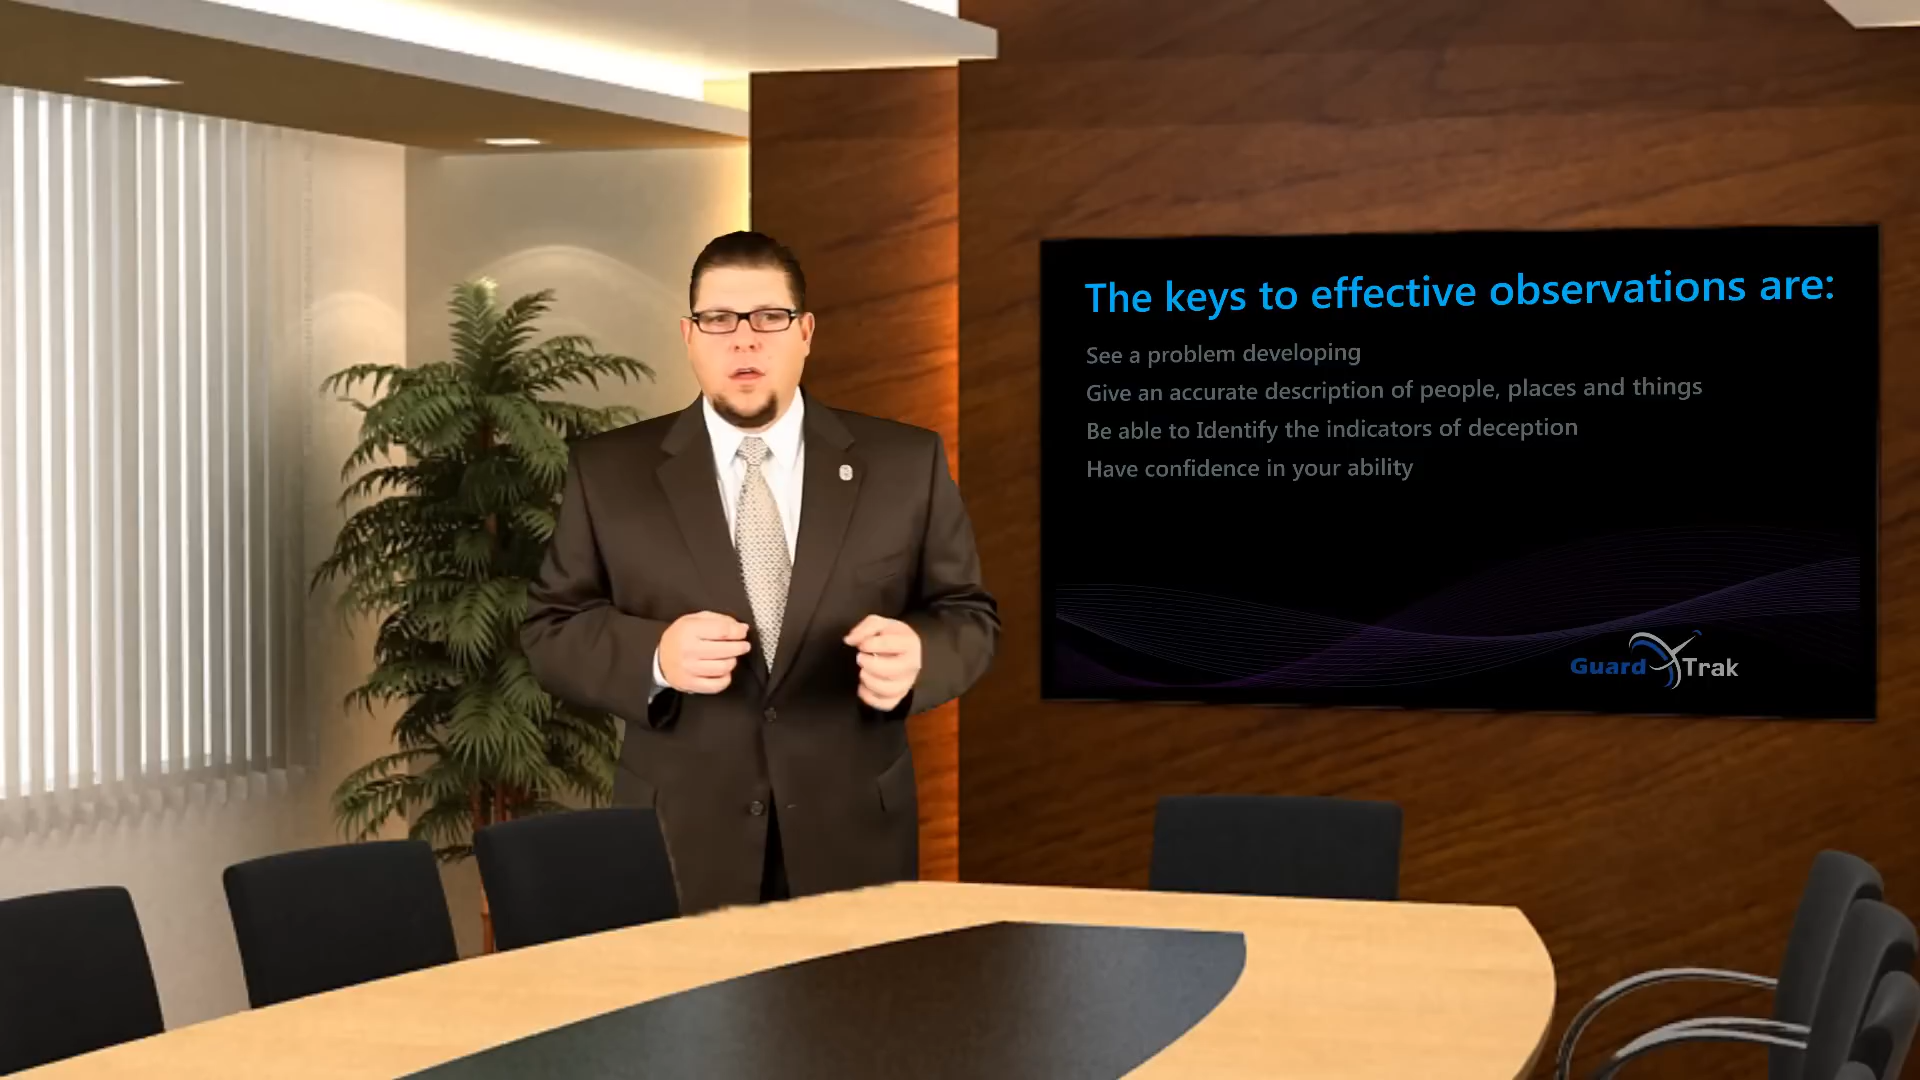 The keys to effective observations are:
See a problem developing
Give an accurate description of people, places and things
Be able to Identify the indicators of deception
Have confidence in your ability
Guard Trak